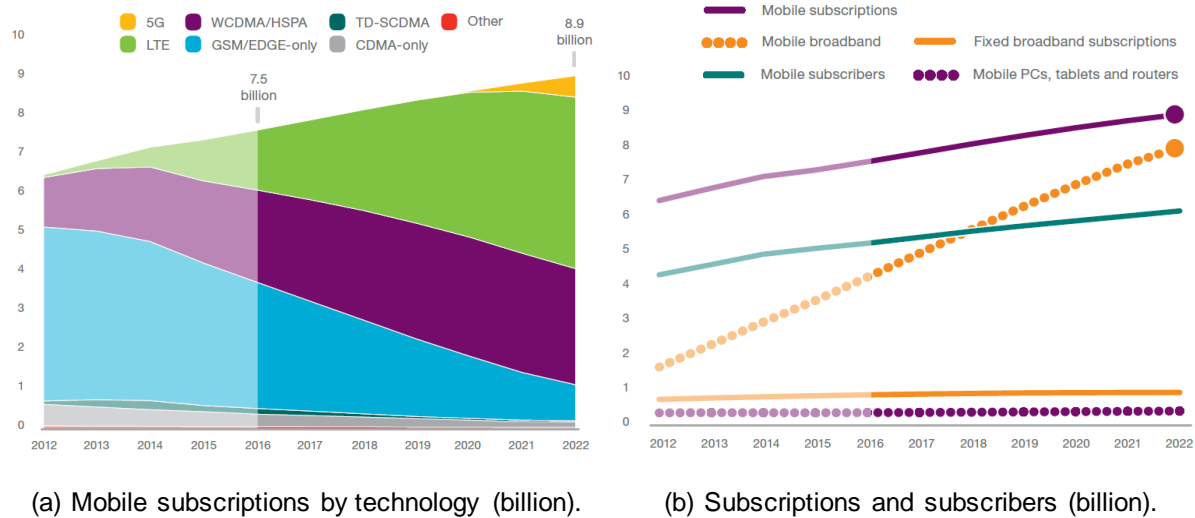 5G WCDMA/HSPA TD-SCDMA Other
LTE GSM/EDGE-only CDMA-only
8.9
billion
7.5
billion
10
9
8
7
6
5
4
3
2
1
0
2012 2013 2014 2015 2016 2017 2018 2019 2020 2021 2022
(a) Mobile subscriptions by technology (billion).
Mobile subscriptions
Mobile broadband Fixed broadband subscriptions
Mobile subscribers Mobile PCs, tablets and routers
10
9
8
7
6
5
4
3
2
1
0
2012 2013 2014 2015 2016 2017 2018 2019 2020 2021 2022
(b) Subscriptions and subscribers (billion).